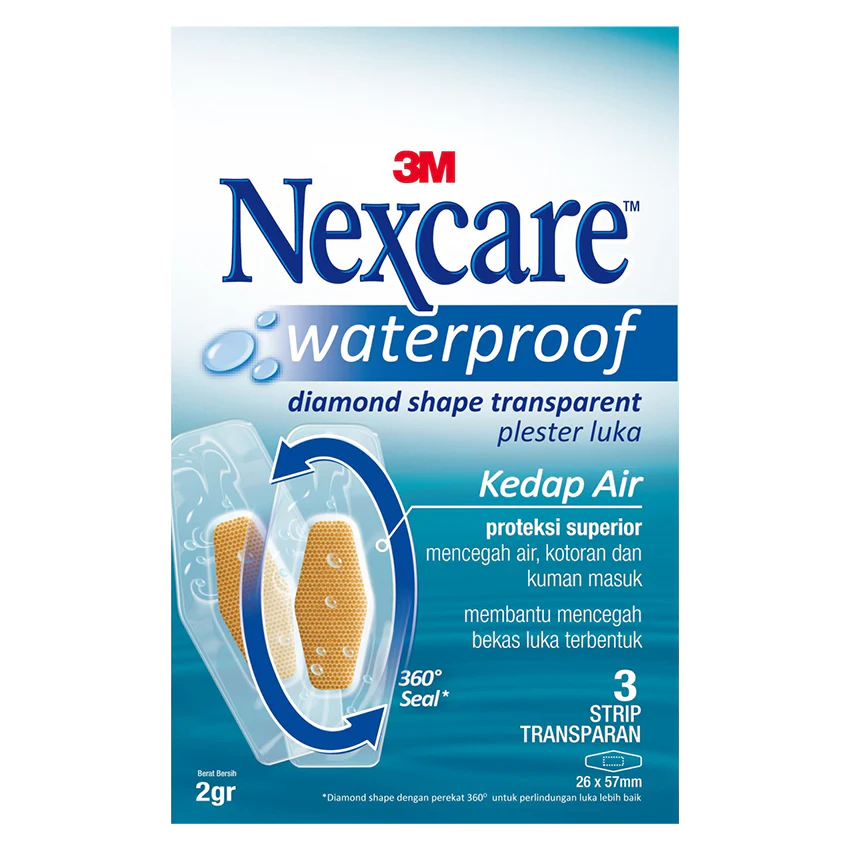 3M
Nexcare™
waterproof
diamond shape transparent
plester luka
Kedap Air
proteksi superior
mencegah air, kotoran dan
kuman masuk
membantu mencegah
bekas luka terbentuk
360°
Seal*
3
STRIP
TRANSPARAN
26 x 57mm
Berat Bersih
2gr
*Diamond shape dengan perekat 360° untuk perlindungan luka lebih baik